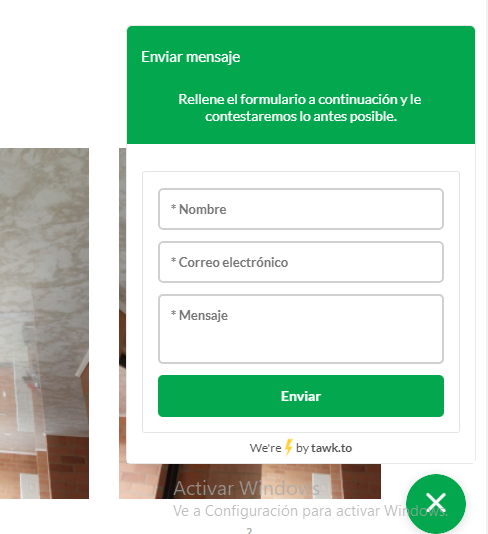 Enviar mensaje
Rellene el formulario a continuación y le
contestaremos lo antes posible.
* Nombre
* Correo electrónico
* Mensaje
Enviar
We're by tawk.to
Activar Windows
Ve a Configuración para activar Windows.